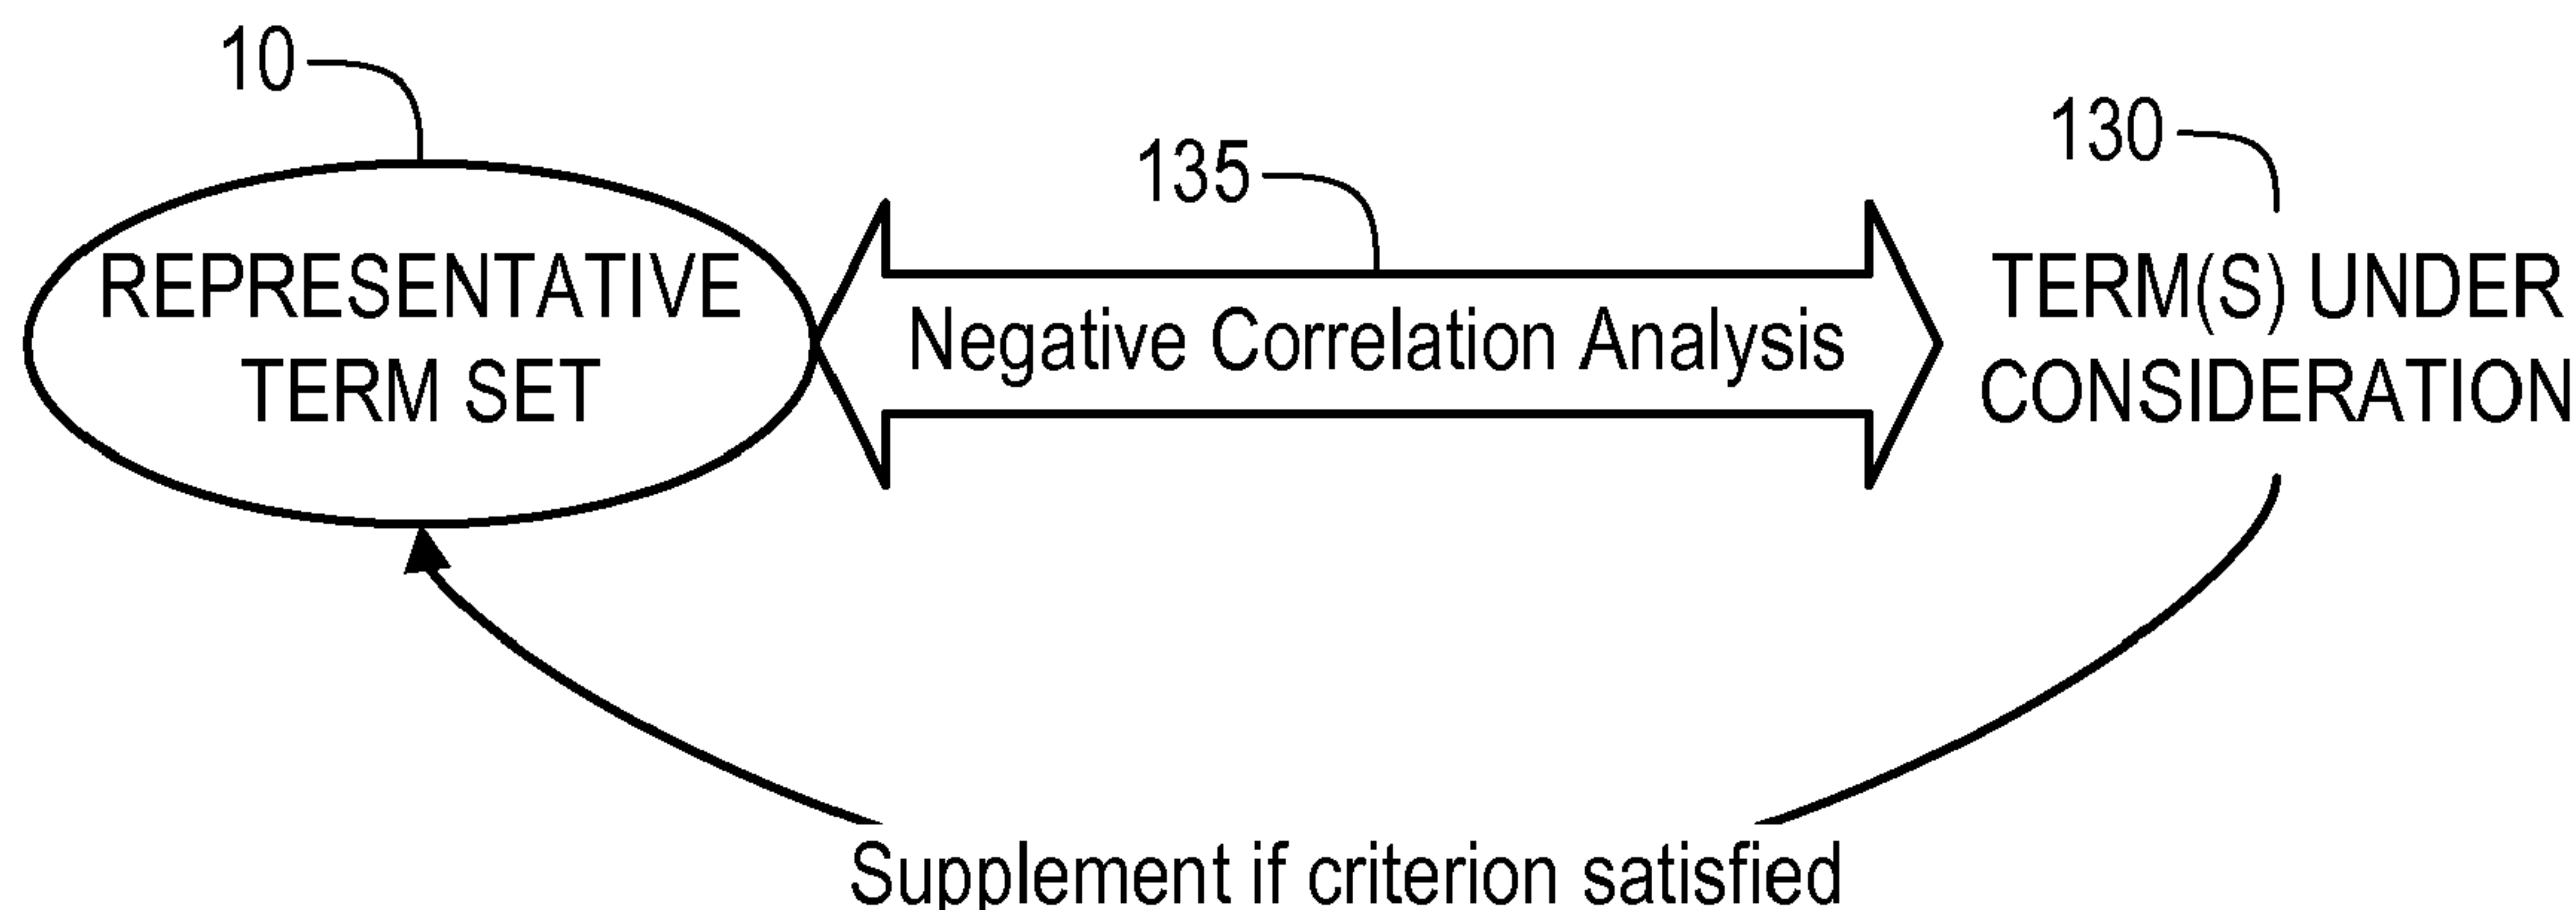 10
135
130
REPRESENTATIVE
TERM SET
Negative Correlation Analysis
TERM(S) UNDER
CONSIDERATION
Supplement if criterion satisfied